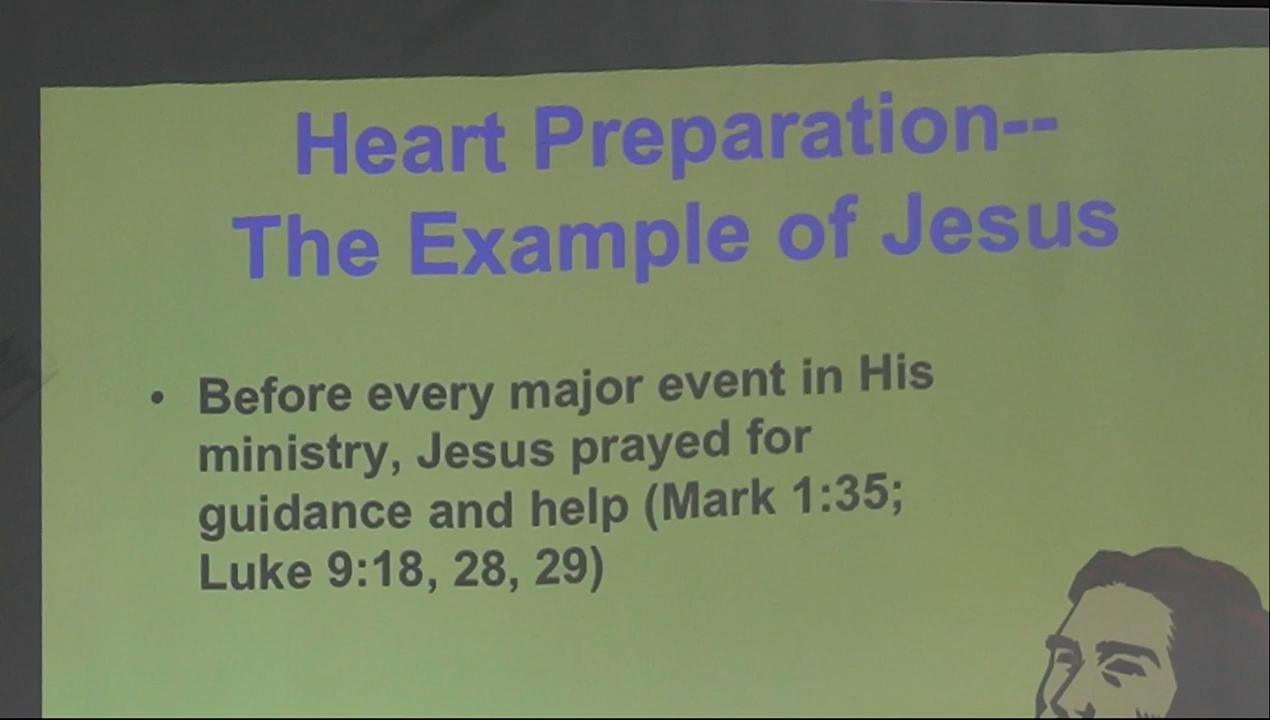 Heart Preparation--
The Example of Jesus
• Before every major event in His
ministry, Jesus prayed for
guidance and help (Mark 1:35;
Luke 9:18, 28, 29)